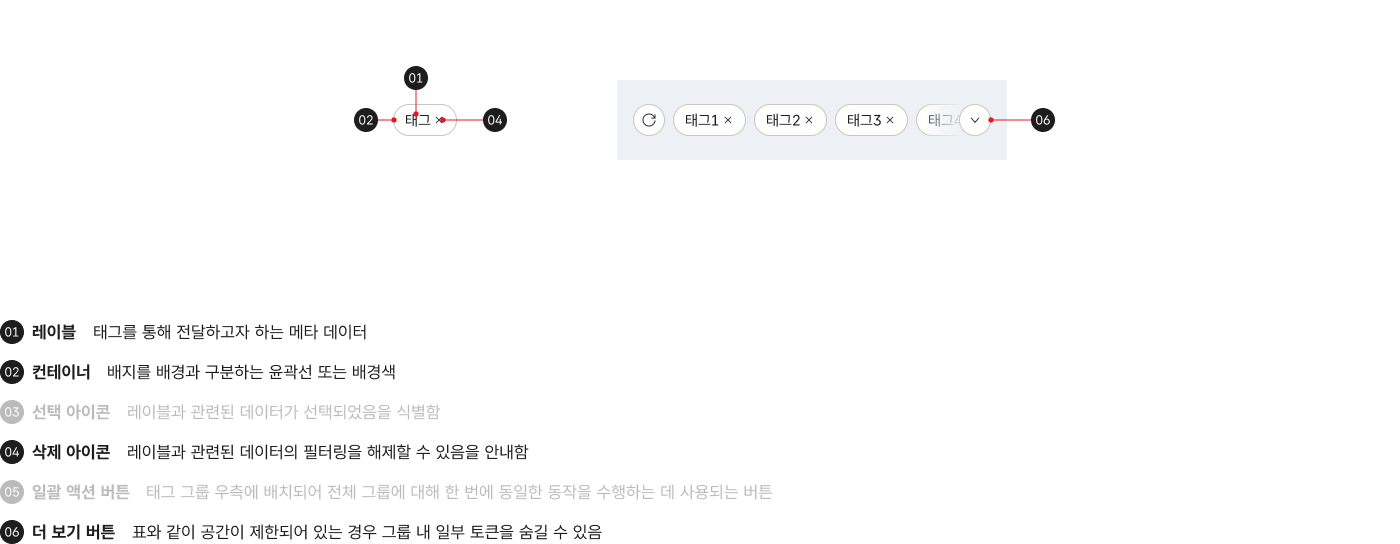 01
02 태그 04
태그1 태그2 태그3 태그4 06
01 레이블 태그를 통해 전달하고자 하는 메타 데이터
02 컨테이너 배지를 배경과 구분하는 윤곽선 또는 배경색
03 선택 아이콘 레이블과 관련된 데이터가 선택되었음을 식별함
04 삭제 아이콘 레이블과 관련된 데이터의 필터링을 해제할 수 있음을 안내함
05 일괄 액션 버튼 태그 그룹 우측에 배치되어 전체 그룹에 대해 한 번에 동일한 동작을 수행하는 데 사용되는 버튼
06 더 보기 버튼 표와 같이 공간이 제한되어 있는 경우 그룹 내 일부 토큰을 숨길 수 있음